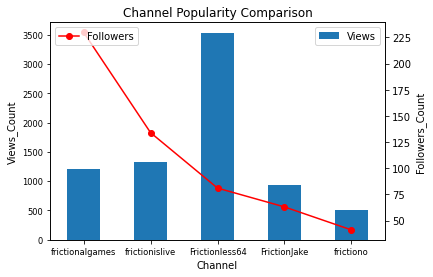 Channel Popularity Comparison
Followers
Views
Views_Count
3500
3000
2500
2000
1500
1000
500
0
225
200
175
150
125
100
75
50
Followers_Count
frictionalgames frictionislive Frictionless64 FrictionJake frictiono
Channel